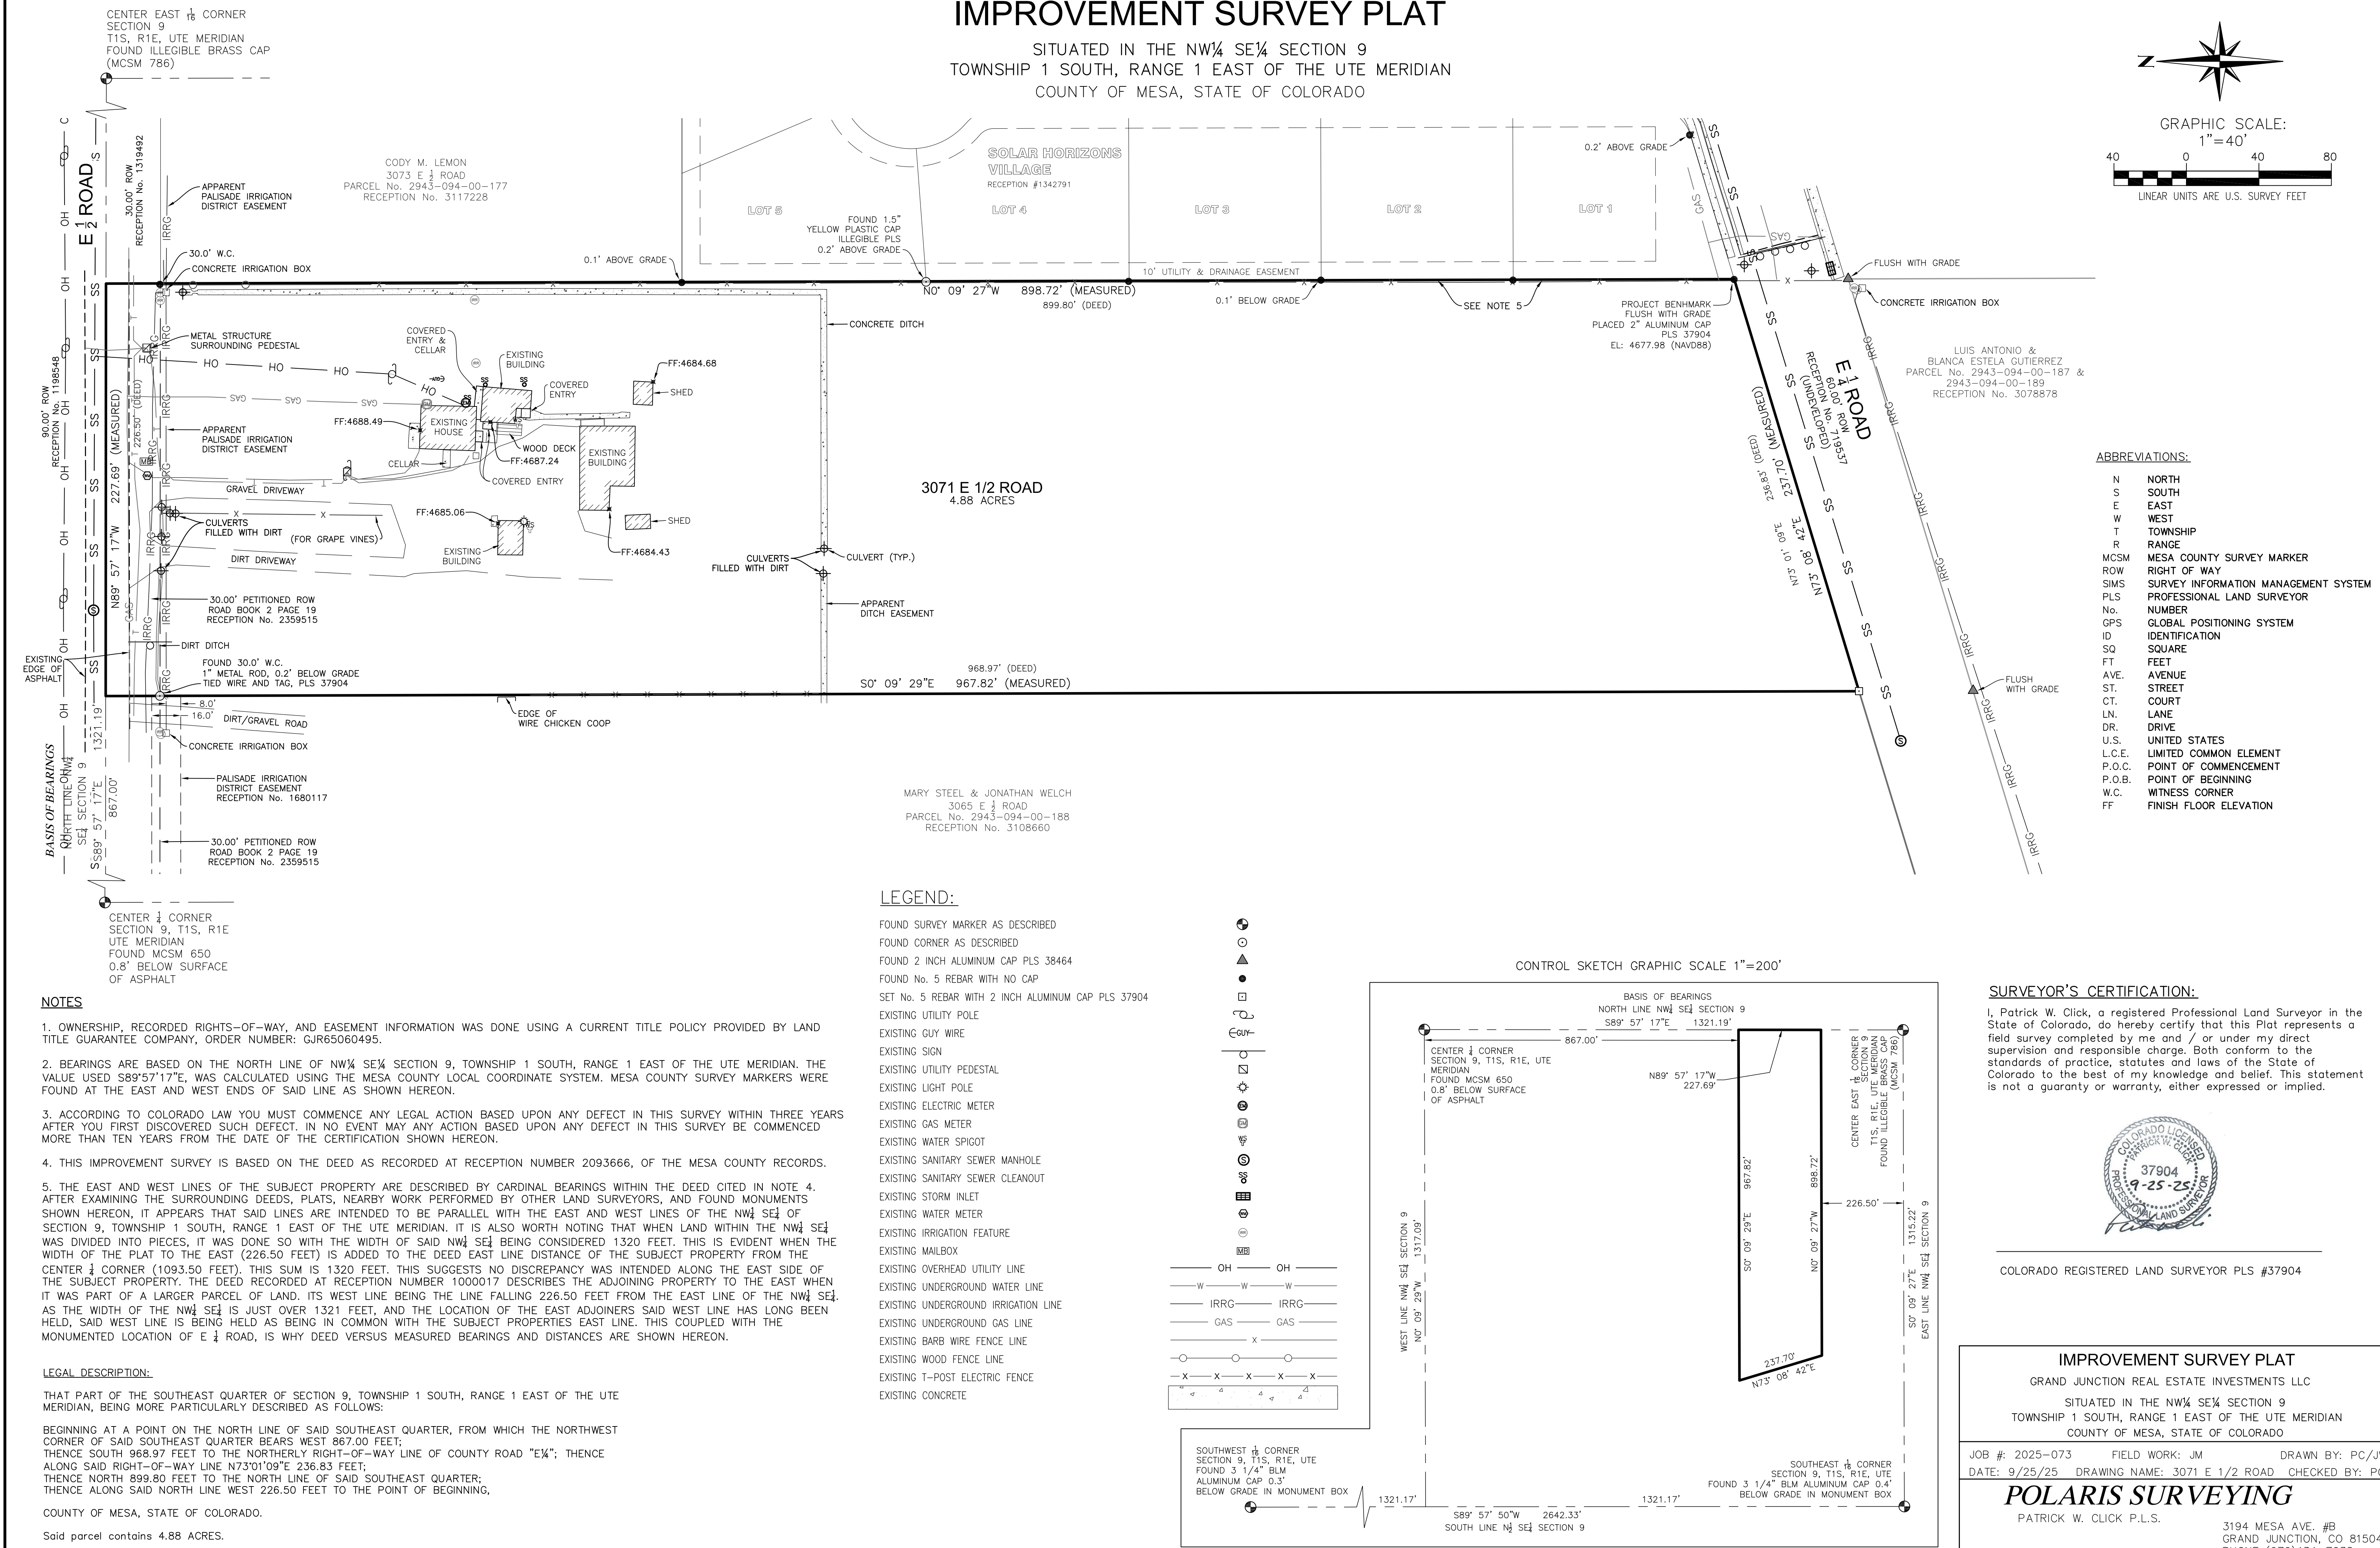 IMPROVEMENT SURVEY PLAT
SITUATED IN THE NW¼ SE¼ SECTION 9
TOWNSHIP 1 SOUTH, RANGE 1 EAST OF THE UTE MERIDIAN
COUNTY OF MESA, STATE OF COLORADO
CENTER EAST 1/16 CORNER
SECTION 9
T1S, R1E, UTE MERIDIAN
FOUND ILLEGIBLE BRASS CAP
(MCSM 786)
N
GRAPHIC SCALE:
1"=40'
40 0 40 80
LINEAR UNITS ARE U.S. SURVEY FEET
E ½ ROAD
30.00' ROW
RECEPTION No. 1319492
90.00' ROW
RECEPTION No. 1198548
APPARENT
PALISADE IRRIGATION
DISTRICT EASEMENT
CODY M. LEMON
3073 E ½ ROAD
PARCEL No. 2943-094-00-177
RECEPTION No. 3117228
SOLAR HORIZONS
VILLAGE
RECEPTION #1342791
LOT 5
LOT 4
LOT 3
LOT 2
LOT 1
FOUND 1.5"
YELLOW PLASTIC CAP
ILLEGIBLE PLS
0.2' ABOVE GRADE
0.2' ABOVE GRADE
30.0' W.C.
CONCRETE IRRIGATION BOX
0.1' ABOVE GRADE
10' UTILITY & DRAINAGE EASEMENT
N0° 09' 27"W 898.72' (MEASURED)
899.80' (DEED)
0.1' BELOW GRADE
SEE NOTE 5
PROJECT BENHMARK
FLUSH WITH GRADE
PLACED 2" ALUMINUM CAP
PLS 37904
EL: 4677.98 (NAVD88)
FLUSH WITH GRADE
CONCRETE IRRIGATION BOX
LUIS ANTONIO &
BLANCA ESTELA GUTIERREZ
PARCEL No. 2943-094-00-187 &
2943-094-00-189
RECEPTION No. 3078878
E ¼ ROAD
60.00' ROW
RECEPTION No. 719537
(UNDEVELOPED)
237.70' (MEASURED)
236.83' (DEED)
N73° 08' 42"E
N73° 01' 09"E
METAL STRUCTURE
SURROUNDING PEDESTAL
COVERED
ENTRY &
CELLAR
EXISTING
BUILDING
COVERED
ENTRY
FF:4684.68
SHED
CONCRETE DITCH
FF:4688.49
EXISTING
HOUSE
WOOD DECK
FF:4687.24
CELLAR
COVERED ENTRY
EXISTING
BUILDING
APPARENT
PALISADE IRRIGATION
DISTRICT EASEMENT
GRAVEL DRIVEWAY
CULVERTS
FILLED WITH DIRT
(FOR GRAPE VINES)
DIRT DRIVEWAY
FF:4685.06
EXISTING
BUILDING
SHED
FF:4684.43
3071 E 1/2 ROAD
4.88 ACRES
CULVERTS
FILLED WITH DIRT
CULVERT (TYP.)
APPARENT
DITCH EASEMENT
N89° 57' 17"W 227.69' (MEASURED)
226.50' (DEED)
30.00' PETITIONED ROW
ROAD BOOK 2 PAGE 19
RECEPTION No. 2359515
DIRT DITCH
EXISTING
EDGE OF
ASPHALT
FOUND 30.0' W.C.
1" METAL ROD, 0.2' BELOW GRADE
TIED WIRE AND TAG, PLS 37904
968.97' (DEED)
S0° 09' 29"E 967.82' (MEASURED)
8.0'
16.0'
DIRT/GRAVEL ROAD
CONCRETE IRRIGATION BOX
EDGE OF
WIRE CHICKEN COOP
FLUSH
WITH GRADE
PALISADE IRRIGATION
DISTRICT EASEMENT
RECEPTION No. 1680117
30.00' PETITIONED ROW
ROAD BOOK 2 PAGE 19
RECEPTION No. 2359515
BASIS OF BEARINGS
NORTH LINE NW¼
SE¼ SECTION 9
S89° 57' 17"E 1321.19'
867.00'
MARY STEEL & JONATHAN WELCH
3065 E ½ ROAD
PARCEL No. 2943-094-00-188
RECEPTION No. 3108660
CENTER ¼ CORNER
SECTION 9, T1S, R1E
UTE MERIDIAN
FOUND MCSM 650
0.8' BELOW SURFACE
OF ASPHALT
ABBREVIATIONS:
N NORTH
S SOUTH
E EAST
W WEST
T TOWNSHIP
R RANGE
MCSM MESA COUNTY SURVEY MARKER
ROW RIGHT OF WAY
SIMS SURVEY INFORMATION MANAGEMENT SYSTEM
PLS PROFESSIONAL LAND SURVEYOR
No. NUMBER
GPS GLOBAL POSITIONING SYSTEM
ID IDENTIFICATION
SQ SQUARE
FT FEET
AVE. AVENUE
ST. STREET
CT. COURT
LN. LANE
DR. DRIVE
U.S. UNITED STATES
L.C.E. LIMITED COMMON ELEMENT
P.O.C. POINT OF COMMENCEMENT
P.O.B. POINT OF BEGINNING
W.C. WITNESS CORNER
FF FINISH FLOOR ELEVATION
NOTES
1. OWNERSHIP, RECORDED RIGHTS-OF-WAY, AND EASEMENT INFORMATION WAS DONE USING A CURRENT TITLE POLICY PROVIDED BY LAND
TITLE GUARANTEE COMPANY, ORDER NUMBER: GJR65060495.
2. BEARINGS ARE BASED ON THE NORTH LINE OF NW¼ SE¼ SECTION 9, TOWNSHIP 1 SOUTH, RANGE 1 EAST OF THE UTE MERIDIAN. THE
VALUE USED S89°57'17"E, WAS CALCULATED USING THE MESA COUNTY LOCAL COORDINATE SYSTEM. MESA COUNTY SURVEY MARKERS WERE
FOUND AT THE EAST AND WEST ENDS OF SAID LINE AS SHOWN HEREON.
3. ACCORDING TO COLORADO LAW YOU MUST COMMENCE ANY LEGAL ACTION BASED UPON ANY DEFECT IN THIS SURVEY WITHIN THREE YEARS
AFTER YOU FIRST DISCOVERED SUCH DEFECT. IN NO EVENT MAY ANY ACTION BASED UPON ANY DEFECT IN THIS SURVEY BE COMMENCED
MORE THAN TEN YEARS FROM THE DATE OF THE CERTIFICATION SHOWN HEREON.
4. THIS IMPROVEMENT SURVEY IS BASED ON THE DEED AS RECORDED AT RECEPTION NUMBER 2093666, OF THE MESA COUNTY RECORDS.
5. THE EAST AND WEST LINES OF THE SUBJECT PROPERTY ARE DESCRIBED BY CARDINAL BEARINGS WITHIN THE DEED CITED IN NOTE 4.
AFTER EXAMINING THE SURROUNDING DEEDS, PLATS, NEARBY WORK PERFORMED BY OTHER LAND SURVEYORS, AND FOUND MONUMENTS
SHOWN HEREON, IT APPEARS THAT SAID LINES ARE INTENDED TO BE PARALLEL WITH THE EAST AND WEST LINES OF THE NW¼ SE¼ OF
SECTION 9, TOWNSHIP 1 SOUTH, RANGE 1 EAST OF THE UTE MERIDIAN. IT IS ALSO WORTH NOTING THAT WHEN LAND WITHIN THE NW¼ SE¼
WAS DIVIDED INTO PIECES, IT WAS DONE SO WITH THE WIDTH OF SAID NW¼ SE¼ BEING CONSIDERED 1320 FEET. THIS IS EVIDENT WHEN THE
WIDTH OF THE PLAT TO THE EAST (226.50 FEET) IS ADDED TO THE DEED EAST LINE DISTANCE OF THE SUBJECT PROPERTY FROM THE
CENTER ¼ CORNER (1093.50 FEET). THIS SUM IS 1320 FEET. THIS SUGGESTS NO DISCREPANCY WAS INTENDED ALONG THE EAST SIDE OF
THE SUBJECT PROPERTY. THE DEED RECORDED AT RECEPTION NUMBER 1000017 DESCRIBES THE ADJOINING PROPERTY TO THE EAST WHEN
IT WAS PART OF A LARGER PARCEL OF LAND. ITS WEST LINE BEING THE LINE FALLING 226.50 FEET FROM THE EAST LINE OF THE NW¼ SE¼.
AS THE WIDTH OF THE NW¼ SE¼ IS JUST OVER 1321 FEET, AND THE LOCATION OF THE EAST ADJOINERS SAID WEST LINE HAS LONG BEEN
HELD, SAID WEST LINE IS BEING HELD AS BEING IN COMMON WITH THE SUBJECT PROPERTIES EAST LINE. THIS COUPLED WITH THE
MONUMENTED LOCATION OF E ¼ ROAD, IS WHY DEED VERSUS MEASURED BEARINGS AND DISTANCES ARE SHOWN HEREON.
LEGAL DESCRIPTION:
THAT PART OF THE SOUTHEAST QUARTER OF SECTION 9, TOWNSHIP 1 SOUTH, RANGE 1 EAST OF THE UTE
MERIDIAN, BEING MORE PARTICULARLY DESCRIBED AS FOLLOWS:
BEGINNING AT A POINT ON THE NORTH LINE OF SAID SOUTHEAST QUARTER, FROM WHICH THE NORTHWEST
CORNER OF SAID SOUTHEAST QUARTER BEARS WEST 867.00 FEET;
THENCE SOUTH 968.97 FEET TO THE NORTHERLY RIGHT-OF-WAY LINE OF COUNTY ROAD "E¼"; THENCE
ALONG SAID RIGHT-OF-WAY LINE N73°01'09"E 236.83 FEET;
THENCE NORTH 899.80 FEET TO THE NORTH LINE OF SAID SOUTHEAST QUARTER;
THENCE ALONG SAID NORTH LINE WEST 226.50 FEET TO THE POINT OF BEGINNING,
COUNTY OF MESA, STATE OF COLORADO.
Said parcel contains 4.88 ACRES.
LEGEND:
FOUND SURVEY MARKER AS DESCRIBED
FOUND CORNER AS DESCRIBED
FOUND 2 INCH ALUMINUM CAP PLS 38464
FOUND No. 5 REBAR WITH NO CAP
SET No. 5 REBAR WITH 2 INCH ALUMINUM CAP PLS 37904
EXISTING UTILITY POLE
EXISTING GUY WIRE GUY
EXISTING SIGN
EXISTING UTILITY PEDESTAL
EXISTING LIGHT POLE
EXISTING ELECTRIC METER
EXISTING GAS METER
EXISTING WATER SPIGOT WS
EXISTING SANITARY SEWER MANHOLE S
EXISTING SANITARY SEWER CLEANOUT SS
EXISTING STORM INLET
EXISTING WATER METER
EXISTING IRRIGATION FEATURE
EXISTING MAILBOX MB
EXISTING OVERHEAD UTILITY LINE OH OH
EXISTING UNDERGROUND WATER LINE W W W
EXISTING UNDERGROUND IRRIGATION LINE IRRG IRRG
EXISTING UNDERGROUND GAS LINE GAS GAS
EXISTING BARB WIRE FENCE LINE X
EXISTING WOOD FENCE LINE
EXISTING T-POST ELECTRIC FENCE X X X X X
EXISTING CONCRETE
CONTROL SKETCH GRAPHIC SCALE 1"=200'
BASIS OF BEARINGS
NORTH LINE NW¼ SE¼ SECTION 9
S89° 57' 17"E 1321.19'
867.00'
CENTER ¼ CORNER
SECTION 9, T1S, R1E, UTE
MERIDIAN
FOUND MCSM 650
0.8' BELOW SURFACE
OF ASPHALT
N89° 57' 17"W
227.69'
CENTER EAST 1/16 CORNER
SECTION 9
T1S, R1E, UTE MERIDIAN
FOUND ILLEGIBLE BRASS CAP
(MCSM 786)
WEST LINE NW¼ SE¼ SECTION 9
N0° 09' 29"W 1317.09'
S0° 09' 29"E 967.82'
N0° 09' 27"W 898.72'
226.50'
S0° 09' 27"E 1315.22'
EAST LINE NW¼ SE¼ SECTION 9
237.70'
N73° 08' 42"E
SOUTHWEST 1/16 CORNER
SECTION 9, T1S, R1E, UTE
FOUND 3 1/4" BLM
ALUMINUM CAP 0.3'
BELOW GRADE IN MONUMENT BOX
SOUTHEAST 1/16 CORNER
SECTION 9, T1S, R1E, UTE
FOUND 3 1/4" BLM ALUMINUM CAP 0.4'
BELOW GRADE IN MONUMENT BOX
1321.17' 1321.17'
S89° 57' 50"W 2642.33'
SOUTH LINE N½ SE¼ SECTION 9
SURVEYOR'S CERTIFICATION:
I, Patrick W. Click, a registered Professional Land Surveyor in the
State of Colorado, do hereby certify that this Plat represents a
field survey completed by me and / or under my direct
supervision and responsible charge. Both conform to the
standards of practice, statutes and laws of the State of
Colorado to the best of my knowledge and belief. This statement
is not a guaranty or warranty, either expressed or implied.
COLORADO LICENSED
PATRICK W. CLICK
37904
9-25-25
PROFESSIONAL LAND SURVEYOR
COLORADO REGISTERED LAND SURVEYOR PLS #37904
IMPROVEMENT SURVEY PLAT
GRAND JUNCTION REAL ESTATE INVESTMENTS LLC
SITUATED IN THE NW¼ SE¼ SECTION 9
TOWNSHIP 1 SOUTH, RANGE 1 EAST OF THE UTE MERIDIAN
COUNTY OF MESA, STATE OF COLORADO
JOB #: 2025-073 FIELD WORK: JM DRAWN BY: PC/
DATE: 9/25/25 DRAWING NAME: 3071 E 1/2 ROAD CHECKED BY:
POLARIS SURVEYING
PATRICK W. CLICK P.L.S.
3194 MESA AVE. #B
GRAND JUNCTION, CO 81504